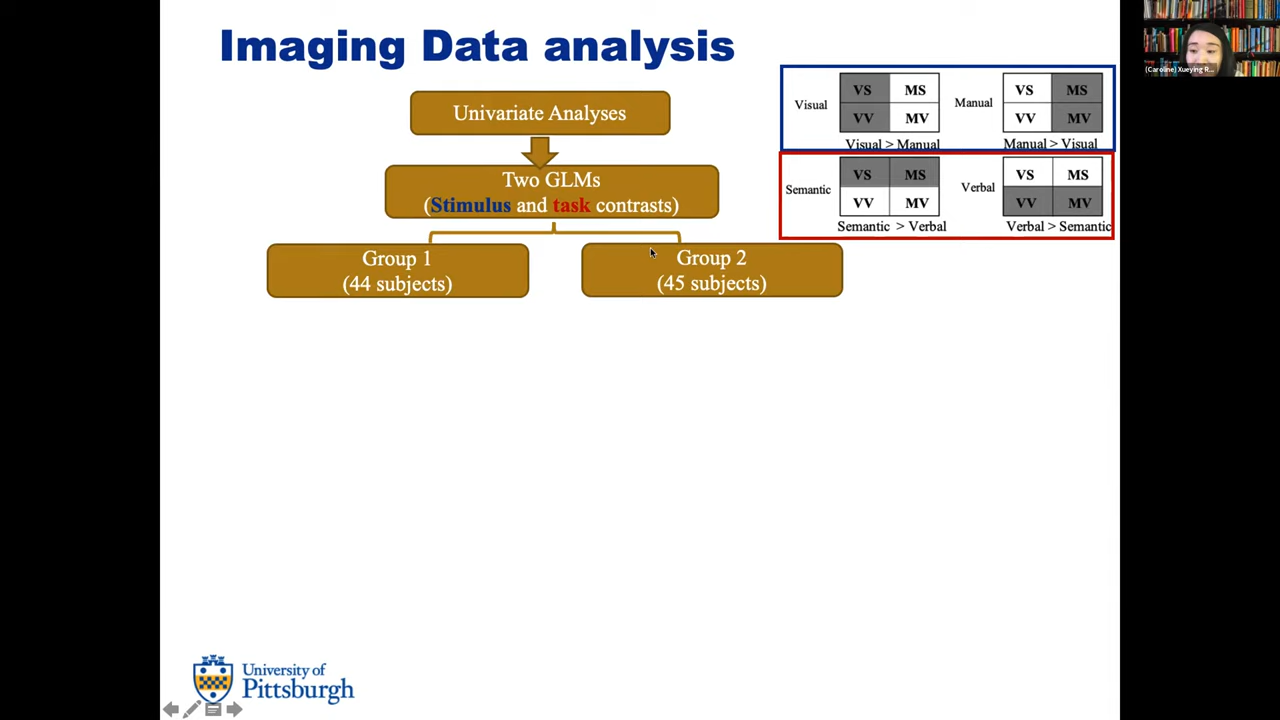 Imaging Data analysis
Univariate Analyses
Two GLMs
(Stimulus and task contrasts)
Group 1
(44 subjects)
Group 2
(45 subjects)
Visual
VS MS
VV MV
Visual > Manual
Manual
VS MS
VV MV
Manual > Visual
Semantic
VS MS
VV MV
Semantic > Verbal
Verbal
VS MS
VV MV
Verbal > Semantic
(Caroline) Xueying R...
University of
Pittsburgh